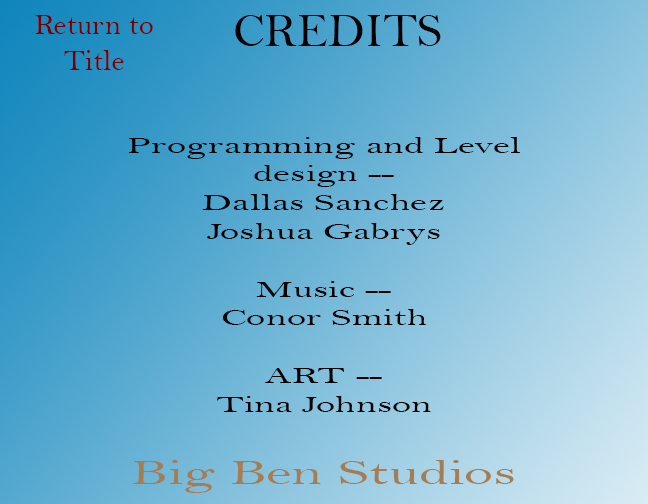 Return to
Title
CREDITS
Programming and Level
design --
Dallas Sanchez
Joshua Gabrys
Music --
Conor Smith
ART --
Tina Johnson
Big Ben Studios